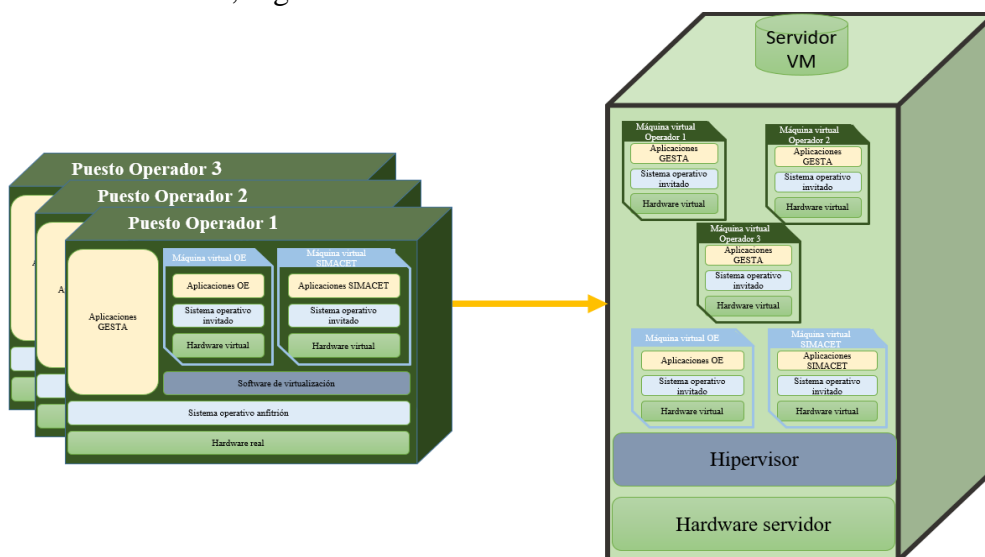 Servidor
VM
Puesto Operador 3
Puesto Operador 2
Puesto Operador 1
Aplicaciones
GESTA
Máquina virtual OE
Aplicaciones OE
Sistema operativo
invitado
Hardware virtual
Máquina virtual
SIMACET
Aplicaciones SIMACET
Sistema operativo
invitado
Hardware virtual
Software de virtualización
Sistema operativo anfitrión
Hardware real
Máquina virtual
Operador 1
Aplicaciones
GESTA
Sistema operativo
invitado
Hardware virtual
Máquina virtual
Operador 2
Aplicaciones
GESTA
Sistema operativo
invitado
Hardware virtual
Máquina virtual
Operador 3
Aplicaciones
GESTA
Sistema operativo
invitado
Hardware virtual
Máquina virtual OE
Aplicaciones OE
Sistema operativo
invitado
Hardware virtual
Máquina virtual
SIMACET
Aplicaciones
SIMACET
Sistema operativo
invitado
Hardware virtual
Hipervisor
Hardware servidor